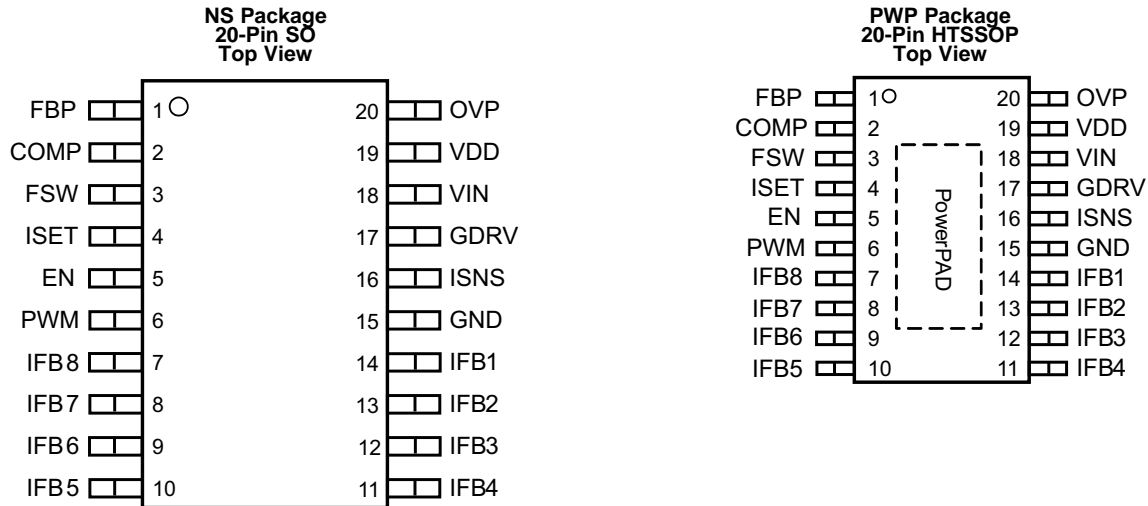 NS Package
20-Pin SO
Top View
FBP 1 20 OVP
COMP 2 19 VDD
FSW 3 18 VIN
ISET 4 17 GDRV
EN 5 16 ISNS
PWM 6 15 GND
IFB8 7 14 IFB1
IFB7 8 13 IFB2
IFB6 9 12 IFB3
IFB5 10 11 IFB4
PWP Package
20-Pin HTSSOP
Top View
FBP 1 20 OVP
COMP 2 19 VDD
FSW 3 18 VIN
ISET 4 17 GDRV
EN 5 16 ISNS
PWM 6 15 GND
IFB8 7 14 IFB1
IFB7 8 13 IFB2
IFB6 9 12 IFB3
IFB5 10 11 IFB4
PowerPAD